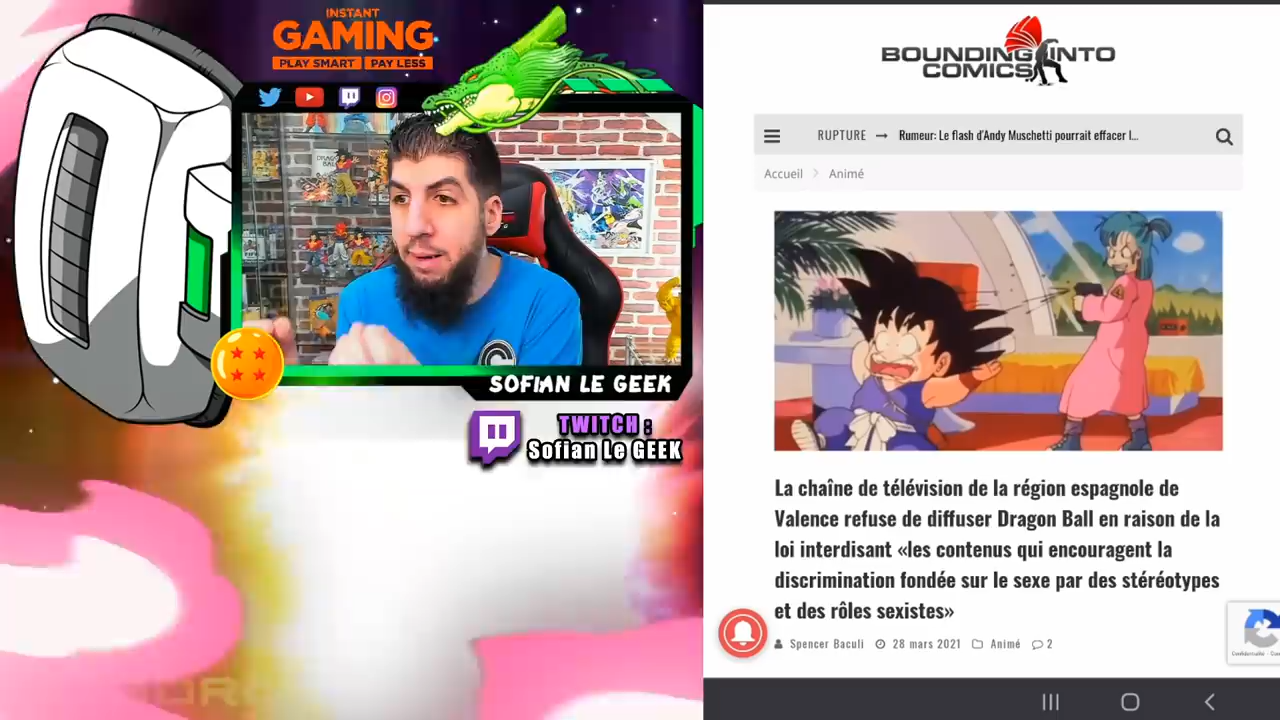 INSTANT
GAMING
PLAY SMART PAY LESS
SOFIAN LE GEEK
TWITCH :
Sofian Le GEEK
BOUNDING INTO
COMICS
RUPTURE → Rumeur: Le flash d'Andy Muschetti pourrait effacer l...
Accueil > Animé
La chaîne de télévision de la région espagnole de
Valence refuse de diffuser Dragon Ball en raison de la
loi interdisant «les contenus qui encouragent la
discrimination fondée sur le sexe par des stéréotypes
et des rôles sexistes»
Spencer Baculi 28 mars 2021 Animé 2